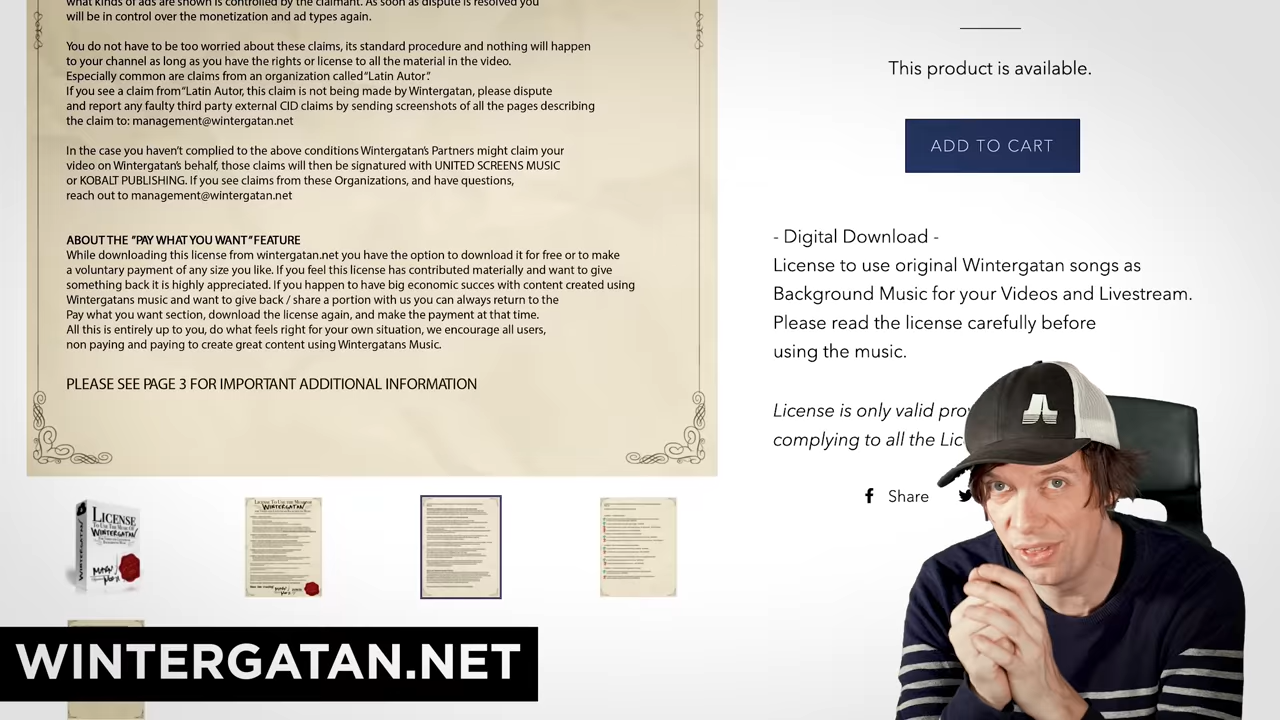 what kinds of ads are shown is controlled by the claimant. As soon as dispute is resolved you
will be in control over the monetization and ad types again.
You do not have to be too worried about these claims, its standard procedure and nothing will happen
to your channel as long as you have the rights or license to all the material in the video.
Especially common are claims from an organization called "Latin Autor".
If you see a claim from "Latin Autor, this claim is not being made by Wintergatan, please dispute
and report any faulty third party external CID claims by sending screenshots of all the pages describing
the claim to: management@wintergatan.net
In the case you haven't complied to the above conditions Wintergatan's Partners might claim your
video on Wintergatan's behalf, those claims will then be signatured with UNITED SCREENS MUSIC
or KOBALT PUBLISHING. If you see claims from these Organizations, and have questions,
reach out to management@wintergatan.net
ABOUT THE "PAY WHAT YOU WANT" FEATURE
While downloading this license from wintergatan.net you have the option to download it for free or to make
a voluntary payment of any size you like. If you feel this license has contributed materially and want to give
something back it is highly appreciated. If you happen to have big economic succes with content created using
Wintergatans music and want to give back / share a portion with us you can always return to the
Pay what you want section, download the license again, and make the payment at that time.
All this is entirely up to you, do what feels right for your own situation, we encourage all users,
non paying and paying to create great content using Wintergatans Music.
PLEASE SEE PAGE 3 FOR IMPORTANT ADDITIONAL INFORMATION
This product is available.
ADD TO CART
- Digital Download -
License to use original Wintergatan songs as
Background Music for your Videos and Livestream.
Please read the license carefully before
using the music.
License is only valid
complying to all the
Share
LICENSE
TO USE THE MUSIC OF
WINTERGATAN
WINTERGATAN
LICENSE TO USE THE MUSIC OF
WINTERGATAN
WINTERGATAN.NET